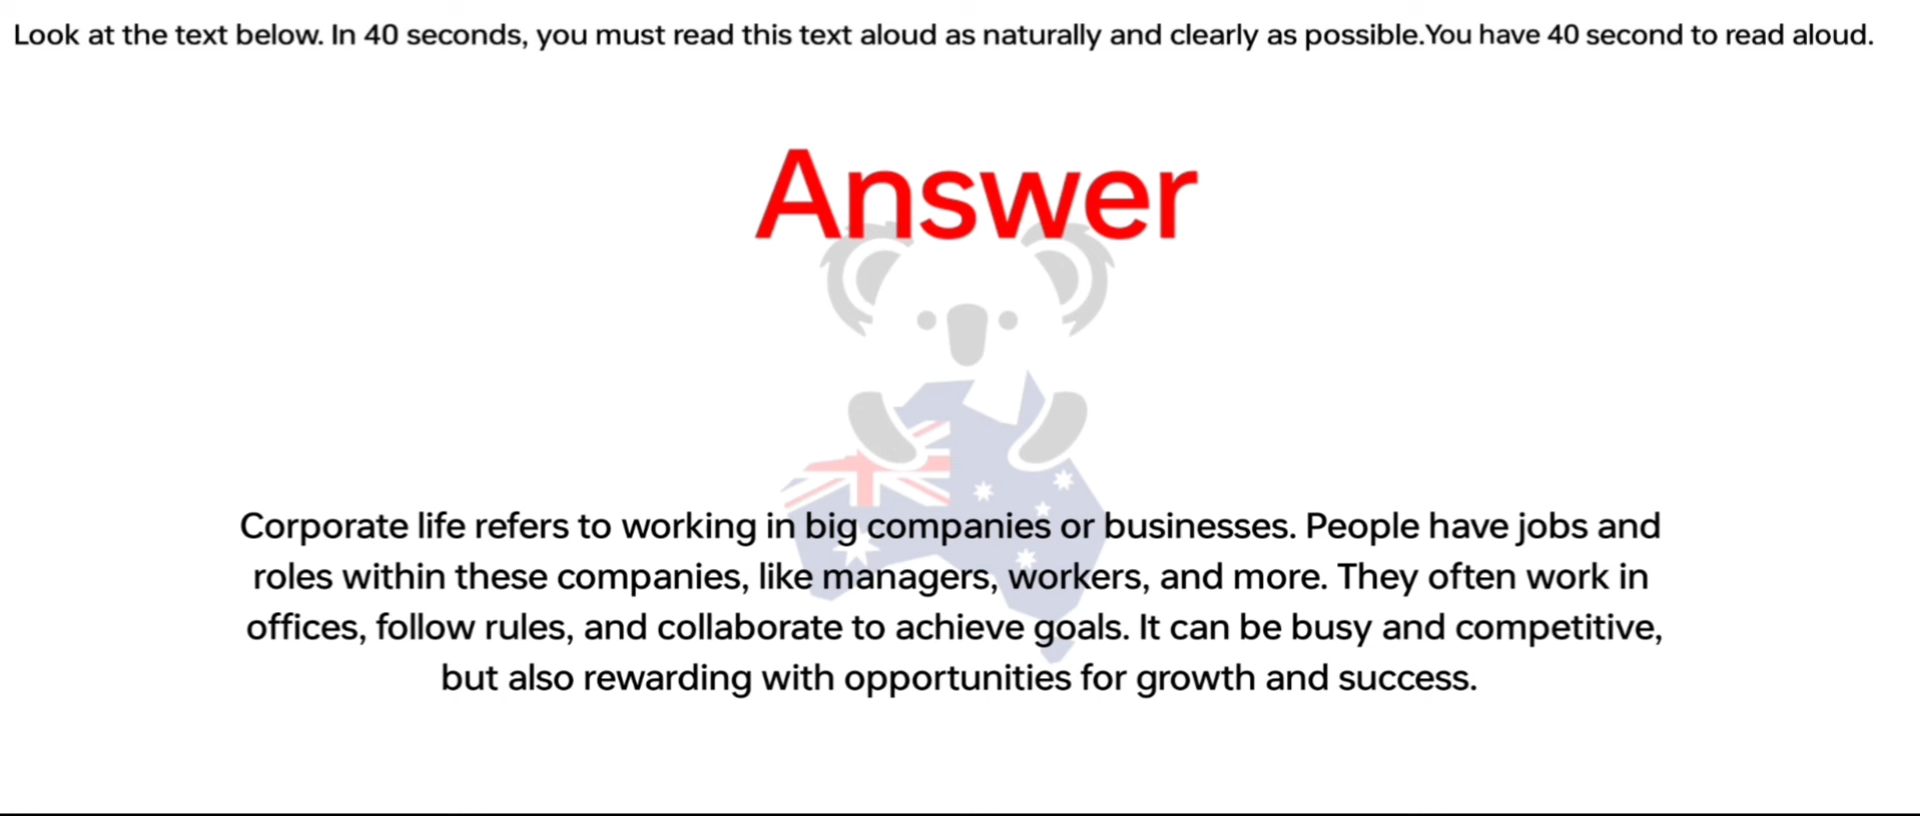 Look at the text below. In 40 seconds, you must read this text aloud as naturally and clearly as possible.You have 40 second to read aloud.
Answer
Corporate life refers to working in big companies or businesses. People have jobs and
roles within these companies, like managers, workers, and more. They often work in
offices, follow rules, and collaborate to achieve goals. It can be busy and competitive,
but also rewarding with opportunities for growth and success.